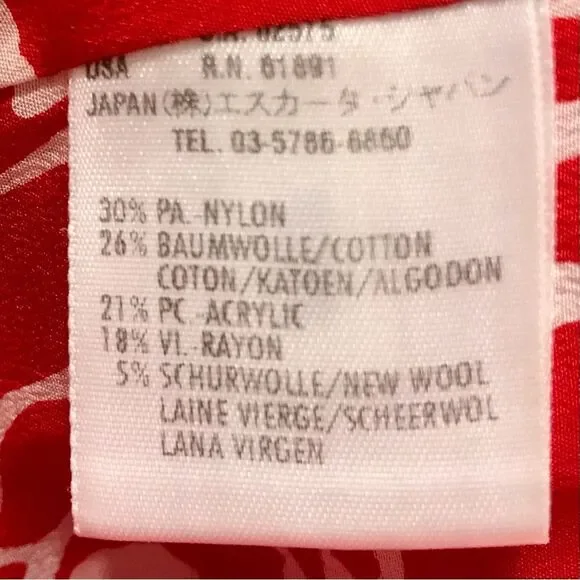 USA R.N. 61891
JAPAN (株)エスカーダ・ジャパン
TEL. 03-5786-6860
30% PA.-NYLON
26% BAUMWOLLE/COTTON
COTON/KATOEN/ALGODON
21% PC.-ACRYLIC
18% VI.-RAYON
5% SCHURWOLLE/NEW WOOL
LAINE VIERGE/SCHEERWOL
LANA VIRGEN